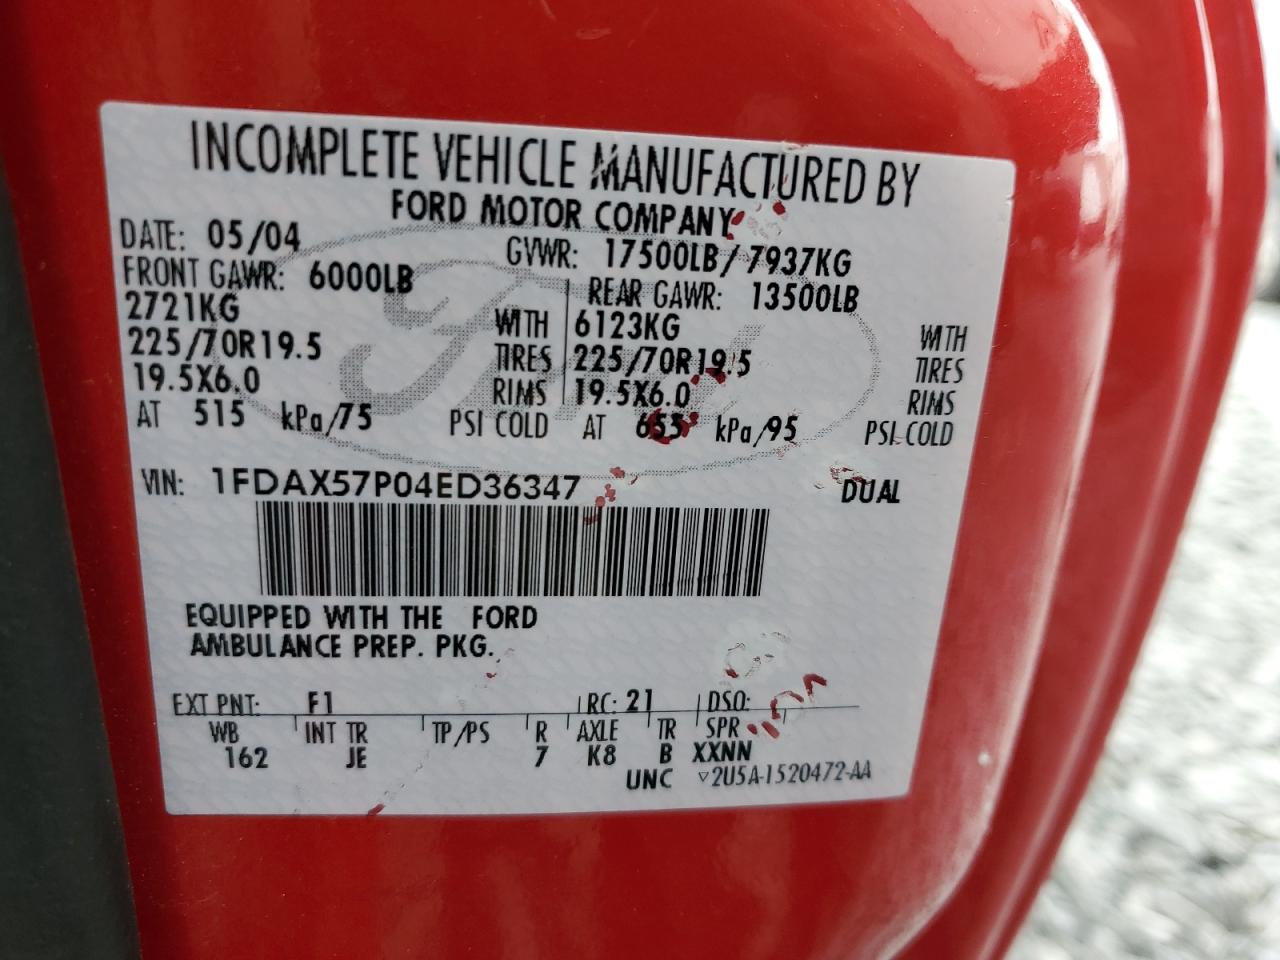 INCOMPLETE VEHICLE MANUFACTURED BY
FORD MOTOR COMPANY
DATE: 05/04 GVWR: 17500LB/7937KG
FRONT GAWR: 6000LB REAR GAWR: 13500LB
2721KG WITH 6123KG WITH
225/70R19.5 TIRES 225/70R19.5 TIRES
19.5X6.0 RIMS 19.5X6.0 RIMS
AT 515 kPa/75 PSI COLD AT 655 kPa/95 PSI COLD
VIN: 1FDAX57P04ED36347 DUAL
EQUIPPED WITH THE FORD
AMBULANCE PREP. PKG.
EXT PNT: F1 RC: 21 DSO:
WB INT TR TP/PS R AXLE TR SPR
162 JE 7 K8 B XXNN
UNC ▽2U5A-1520472-AA